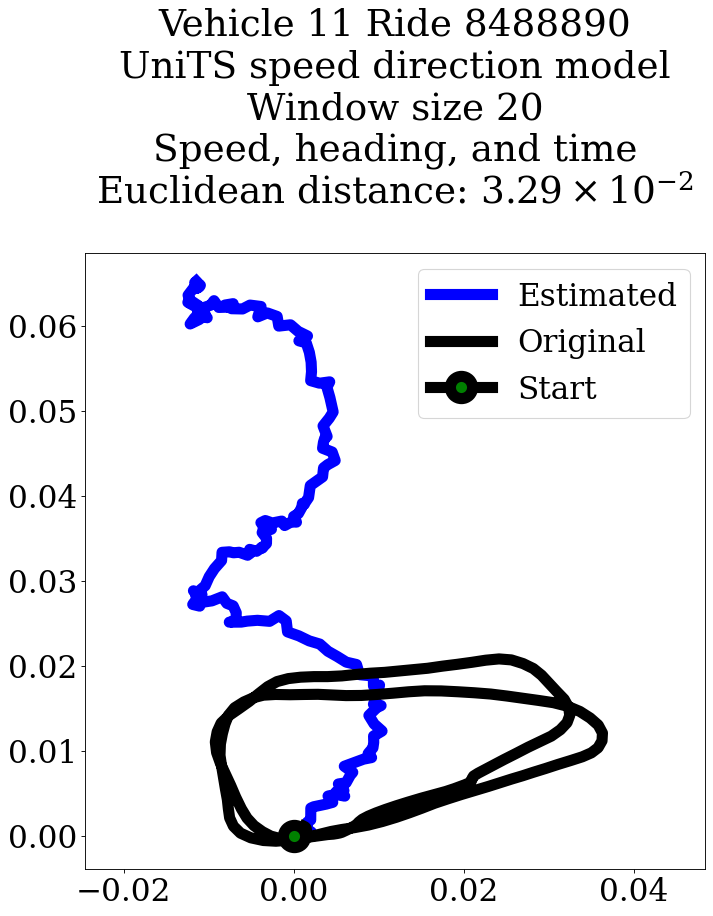 Vehicle 11 Ride 8488890
UniTS speed direction model
Window size 20
Speed, heading, and time
Euclidean distance: 3.29 × 10⁻²
Estimated
Original
Start
0.06
0.05
0.04
0.03
0.02
0.01
0.00
−0.02 0.00 0.02 0.04